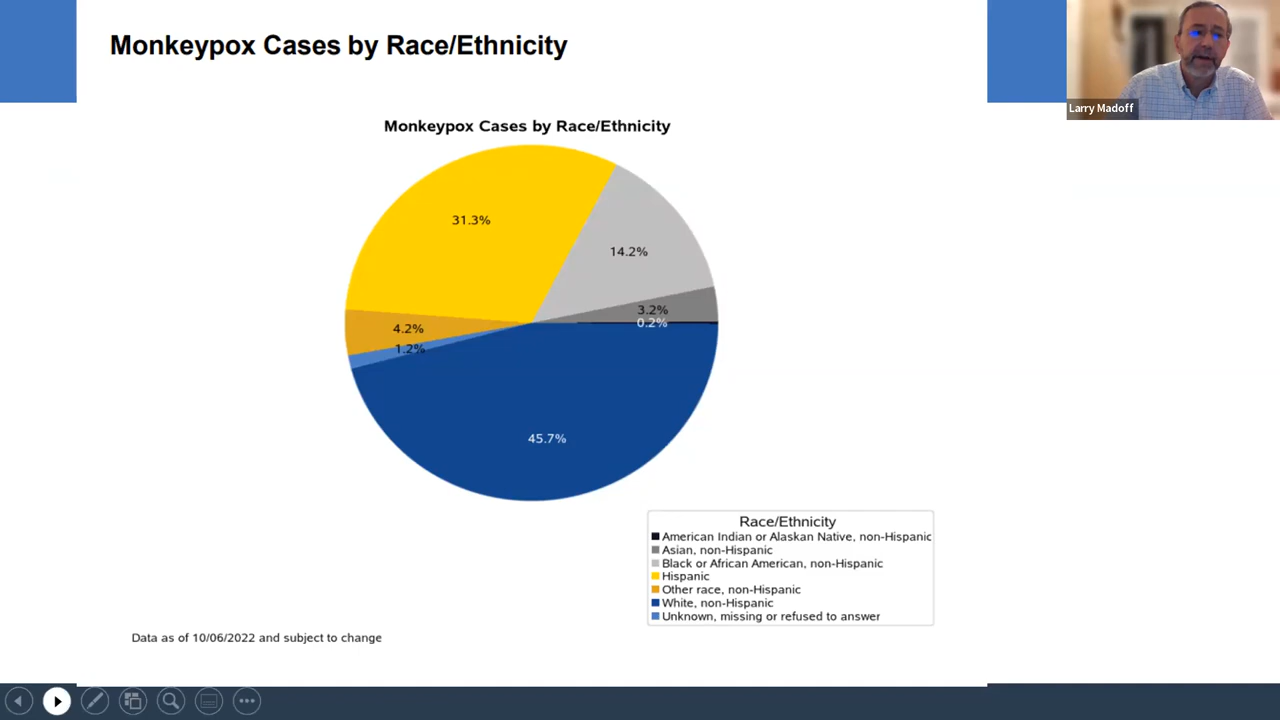 Monkeypox Cases by Race/Ethnicity
Larry Madoff
Monkeypox Cases by Race/Ethnicity
31.3%
14.2%
3.2%
0.2%
4.2%
1.2%
45.7%
Race/Ethnicity
American Indian or Alaskan Native, non-Hispanic
Asian, non-Hispanic
Black or African American, non-Hispanic
Hispanic
Other race, non-Hispanic
White, non-Hispanic
Unknown, missing or refused to answer
Data as of 10/06/2022 and subject to change